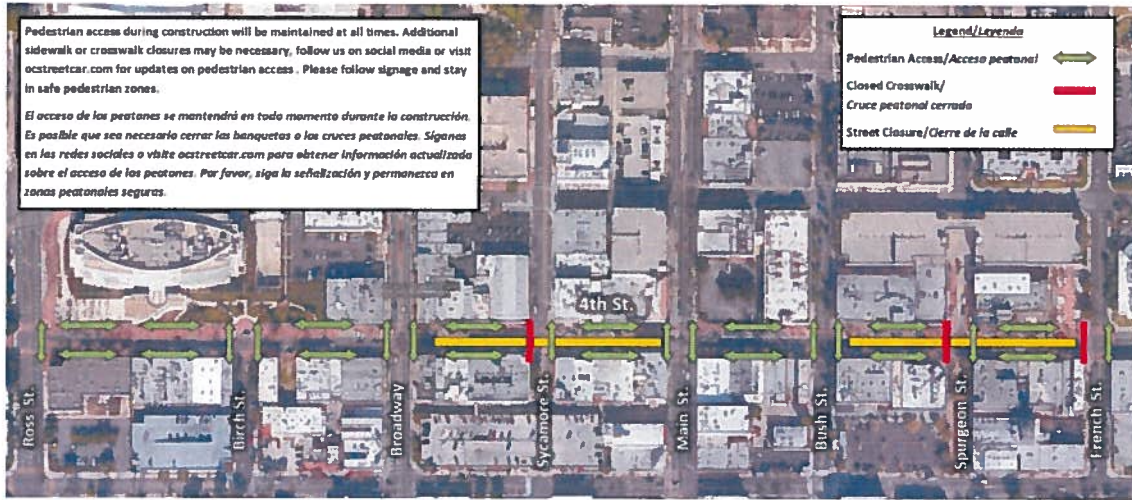 Pedestrian access during construction will be maintained at all times. Additional
sidewalk or crosswalk closures may be necessary, follow us on social media or visit
ocstreetcar.com for updates on pedestrian access . Please follow signage and stay
in safe pedestrian zones.
El acceso de los peatones se mantendrá en todo momento durante la construcción.
Es posible que sea necesario cerrar las banquetas o los cruces peatonales. Síganos
en las redes sociales o visite ocstreetcar.com para obtener información actualizada
sobre el acceso de los peatones. Por favor, siga la señalización y permanezca en
zonas peatonales seguras.
Legend/Leyenda
Pedestrian Access/Acceso peatonal
Closed Crosswalk/
Cruce peatonal cerrado
Street Closure/Cierre de la calle
4th St.
Ross St.
Birch St.
Broadway
Sycamore St.
Main St.
Bush St.
Spurgeon St.
French St.